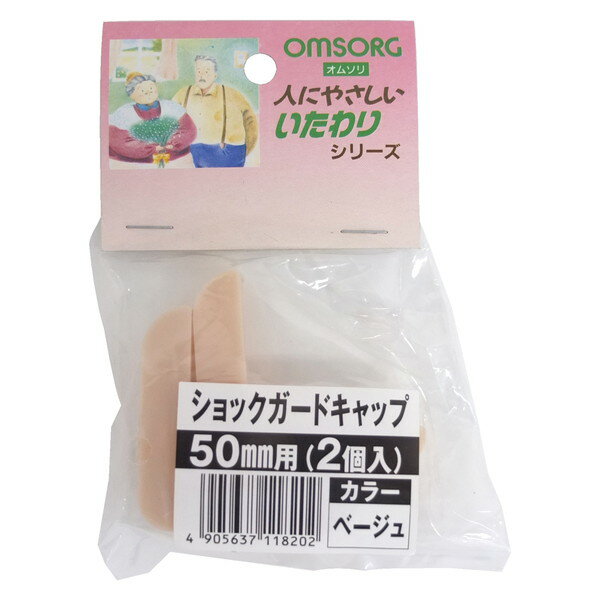 OMSORG
オムソリ
人にやさしい
いたわり
シリーズ
ショックガードキャップ
50mm用(2個入)
カラー
ベージュ
4 905637 118202